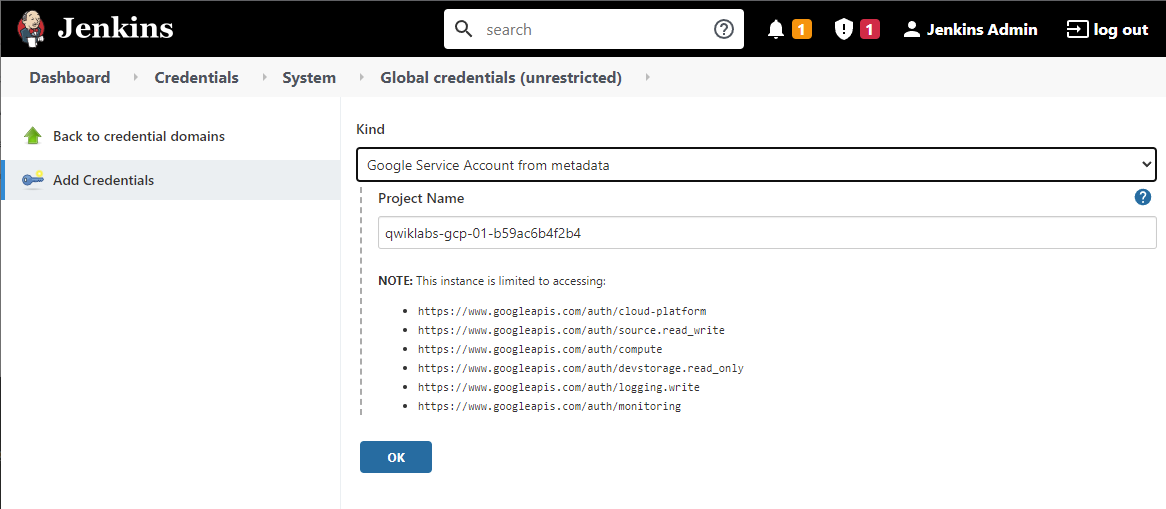 Jenkins
search
1
1
Jenkins Admin
log out
Dashboard
Credentials
System
Global credentials (unrestricted)
Back to credential domains
Add Credentials
Kind
Google Service Account from metadata
Project Name
qwiklabs-gcp-01-b59ac6b4f2b4
NOTE: This instance is limited to accessing:
https://www.googleapis.com/auth/cloud-platform
https://www.googleapis.com/auth/source.read_write
https://www.googleapis.com/auth/compute
https://www.googleapis.com/auth/devstorage.read_only
https://www.googleapis.com/auth/logging.write
https://www.googleapis.com/auth/monitoring
OK